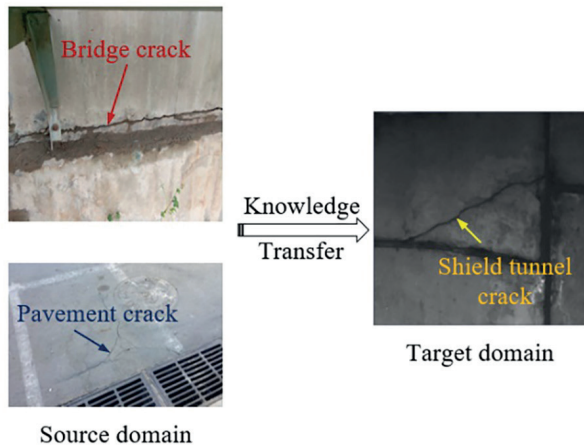 Bridge crack
Pavement crack
Source domain
Knowledge
Transfer
Shield tunnel
crack
Target domain